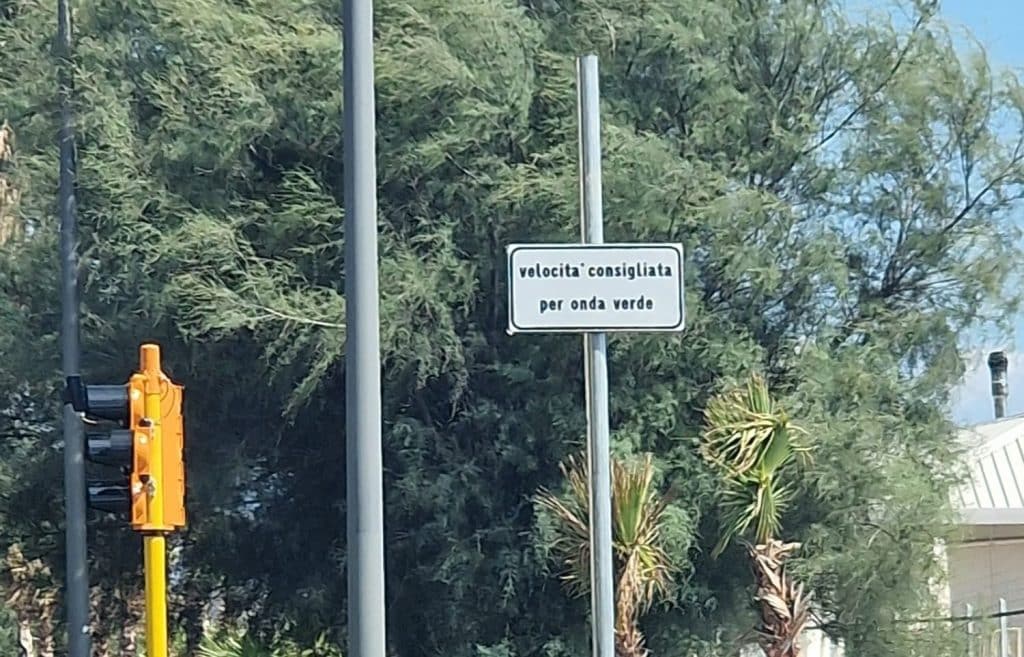 velocita` consigliata
per onda verde